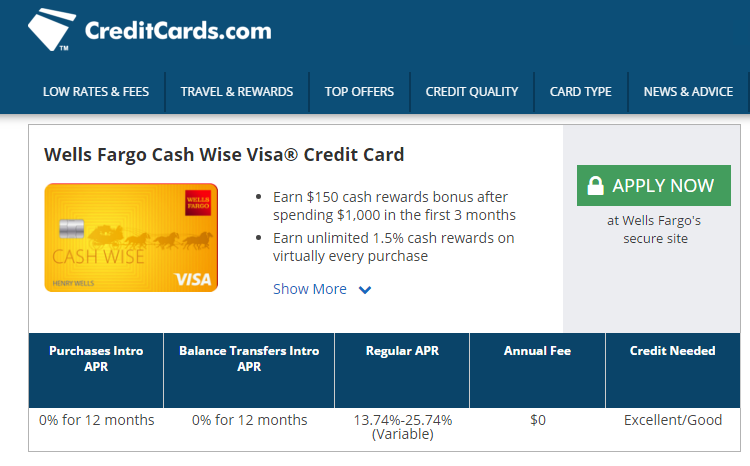 CreditCards.com
TM
LOW RATES & FEES
TRAVEL & REWARDS
TOP OFFERS
CREDIT QUALITY
CARD TYPE
NEWS & ADVICE
Wells Fargo Cash Wise Visa® Credit Card
WELLS
FARGO
CASH WISE
HENRY WELLS
VISA
• Earn $150 cash rewards bonus after
spending $1,000 in the first 3 months
• Earn unlimited 1.5% cash rewards on
virtually every purchase
Show More
APPLY NOW
at Wells Fargo's
secure site
Purchases Intro
APR
Balance Transfers Intro
APR
Regular APR
Annual Fee
Credit Needed
0% for 12 months
0% for 12 months
13.74%-25.74%
(Variable)
$0
Excellent/Good